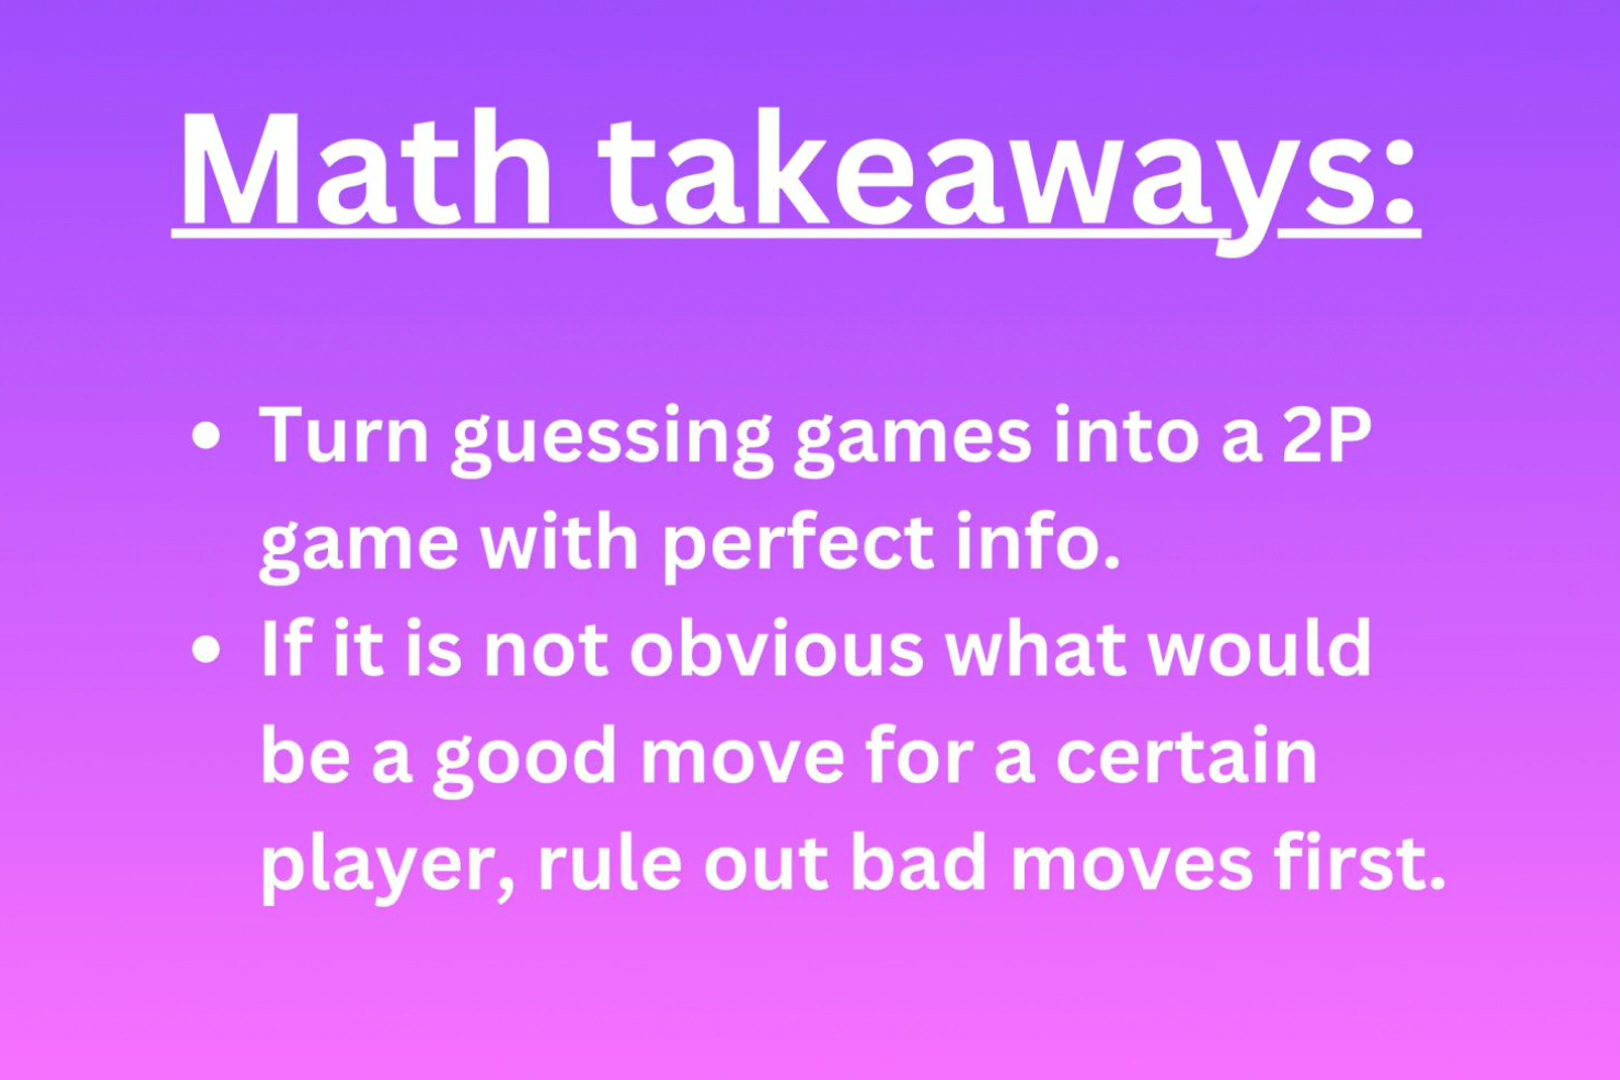 Math takeaways:
• Turn guessing games into a 2P
game with perfect info.
• If it is not obvious what would
be a good move for a certain
player, rule out bad moves first.